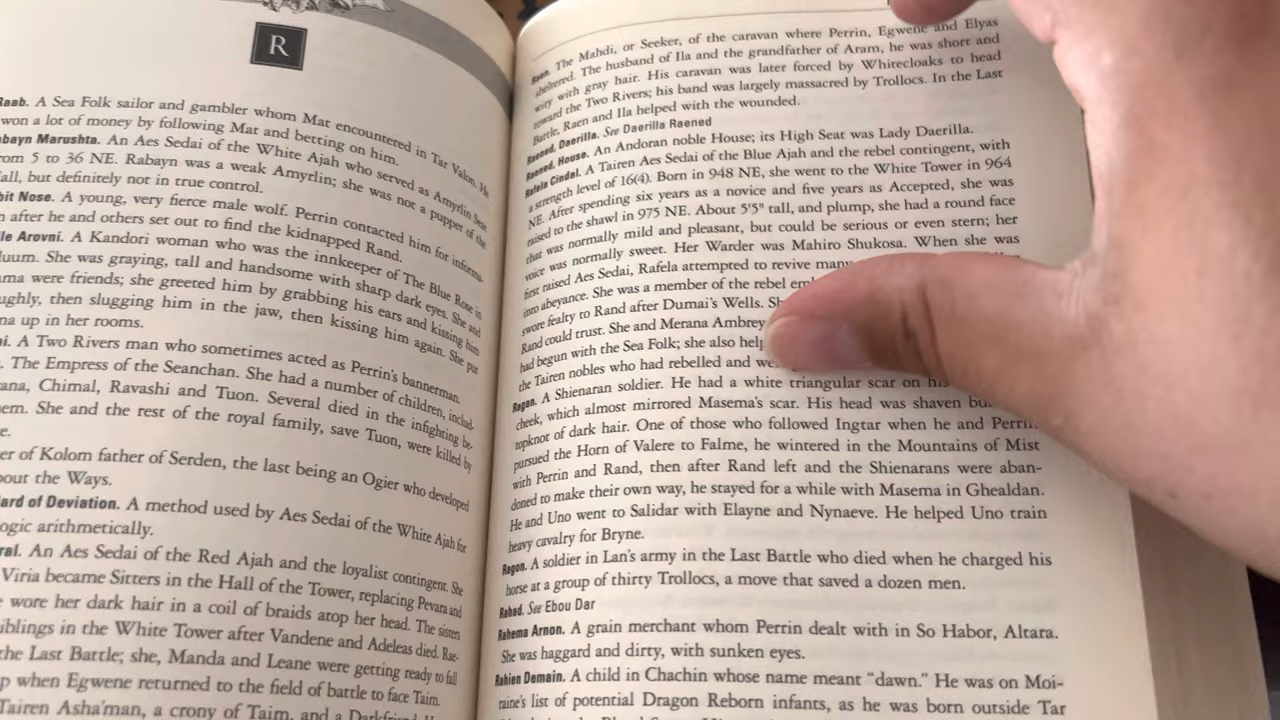 R
Raab. A Sea Folk sailor and gambler whom Mat encountered in Tar Valon. He
won a lot of money by following Mat and betting on him.
abayn Marushta. An Aes Sedai of the White Ajah who served as Amyrlin Seat
rom 5 to 36 NE. Rabayn was a weak Amyrlin; she was not a puppet of the
all, but definitely not in true control.
bit Nose. A young, very fierce male wolf. Perrin contacted him for informa-
n after he and others set out to find the kidnapped Rand.
le Arovni. A Kandori woman who was the innkeeper of The Blue Rose in
luum. She was graying, tall and handsome with sharp dark eyes. She and
ama were friends; she greeted him by grabbing his ears and kissing him
ughly, then slugging him in the jaw, then kissing him again. She put
na up in her rooms.
i. A Two Rivers man who sometimes acted as Perrin's bannerman.
. The Empress of the Seanchan. She had a number of children, includ-
ana, Chimal, Ravashi and Tuon. Several died in the infighting be-
em. She and the rest of the royal family, save Tuon, were killed by
e.
er of Kolom father of Serden, the last being an Ogier who developed
bout the Ways.
ard of Deviation. A method used by Aes Sedai of the White Ajah for
ogic arithmetically.
ral. An Aes Sedai of the Red Ajah and the loyalist contingent. She
Viria became Sitters in the Hall of the Tower, replacing Pevara and
e wore her dark hair in a coil of braids atop her head. The sisters
iblings in the White Tower after Vandene and Adeleas died. Rae-
the Last Battle; she, Manda and Leane were getting ready to fall
p when Egwene returned to the field of battle to face Taim.
Tairen Asha'man, a crony of Taim, and a Darkfriend.
Raen. The Mahdi, or Seeker, of the caravan where Perrin, Egwene and Elyas
sheltered. The husband of Ila and the grandfather of Aram, he was short and
wiry with gray hair. His caravan was later forced by Whitecloaks to head
toward the Two Rivers; his band was largely massacred by Trollocs. In the Last
Battle, Raen and Ila helped with the wounded.
Raened, Daerilla. See Daerilla Raened
Raened, House. An Andoran noble House; its High Seat was Lady Daerilla.
Rafela Cindal. A Tairen Aes Sedai of the Blue Ajah and the rebel contingent, with
a strength level of 16(4). Born in 948 NE, she went to the White Tower in 964
NE. After spending six years as a novice and five years as Accepted, she was
raised to the shawl in 975 NE. About 5'5" tall, and plump, she had a round face
that was normally mild and pleasant, but could be serious or even stern; her
voice was normally sweet. Her Warder was Mahiro Shukosa. When she was
first raised Aes Sedai, Rafela attempted to revive many
into abeyance. She was a member of the rebel em
swore fealty to Rand after Dumai's Wells. Sh
Rand could trust. She and Merana Ambrey
had begun with the Sea Folk; she also help
the Tairen nobles who had rebelled and we
Ragan. A Shienaran soldier. He had a white triangular scar on his
cheek, which almost mirrored Masema's scar. His head was shaven bu
topknot of dark hair. One of those who followed Ingtar when he and Perrin
pursued the Horn of Valere to Falme, he wintered in the Mountains of Mist
with Perrin and Rand, then after Rand left and the Shienarans were aban-
doned to make their own way, he stayed for a while with Masema in Ghealdan.
He and Uno went to Salidar with Elayne and Nynaeve. He helped Uno train
heavy cavalry for Bryne.
Ragon. A soldier in Lan's army in the Last Battle who died when he charged his
horse at a group of thirty Trollocs, a move that saved a dozen men.
Rahad. See Ebou Dar
Rahema Arnon. A grain merchant whom Perrin dealt with in So Habor, Altara.
She was haggard and dirty, with sunken eyes.
Rahien Demain. A child in Chachin whose name meant "dawn." He was on Moi-
raine's list of potential Dragon Reborn infants, as he was born outside Tar